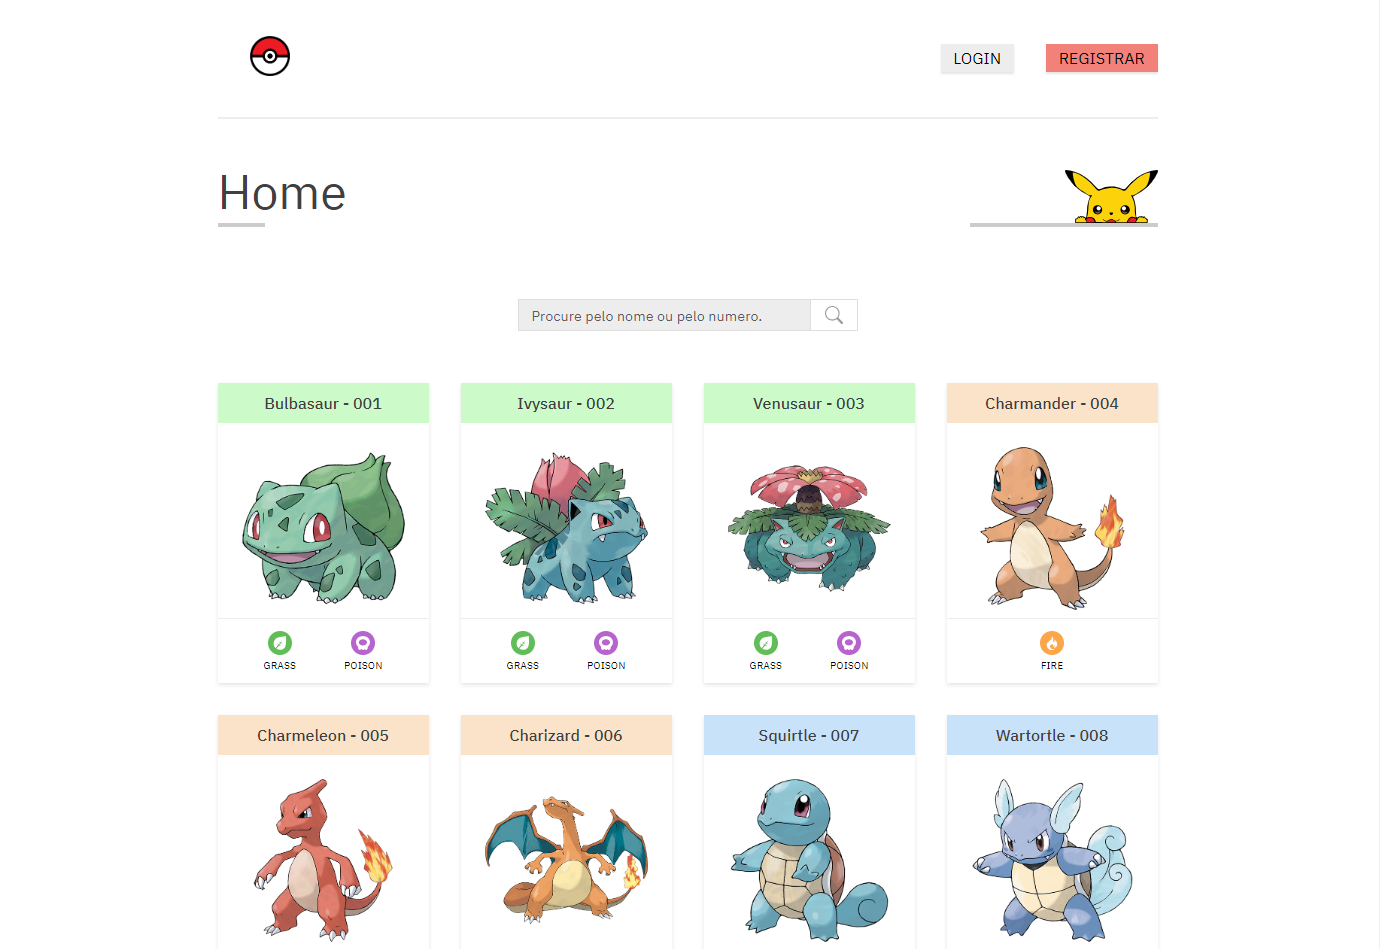 LOGIN
REGISTRAR
Home
Procure pelo nome ou pelo numero.
Bulbasaur - 001
Ivysaur - 002
Venusaur - 003
Charmander - 004
GRASS
POISON
GRASS
POISON
GRASS
POISON
FIRE
Charmeleon - 005
Charizard - 006
Squirtle - 007
Wartortle - 008